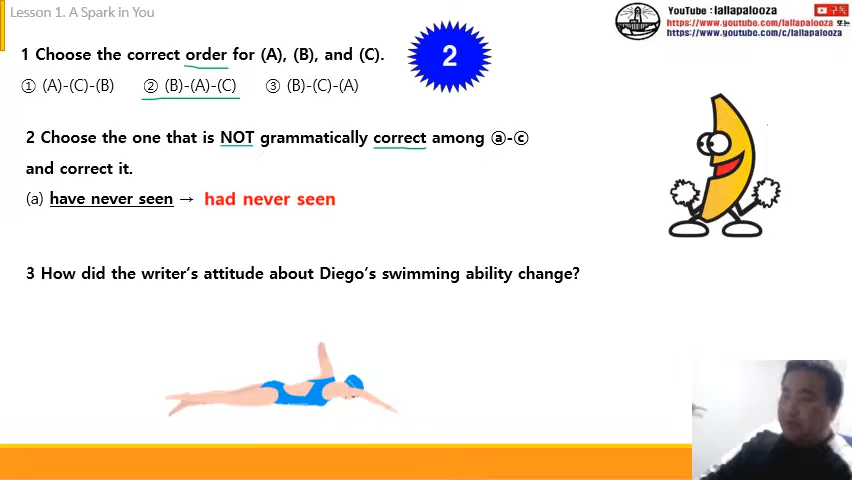 Lesson 1. A Spark in You
YouTube : lallapalooza 구독
https://www.youtube.com/lallapalooza 또는
https://www.youtube.com/c/lallapalooza
1 Choose the correct order for (A), (B), and (C).
2
① (A)-(C)-(B) ② (B)-(A)-(C) ③ (B)-(C)-(A)
2 Choose the one that is NOT grammatically correct among ⓐ-ⓒ
and correct it.
(a) have never seen → had never seen
3 How did the writer's attitude about Diego's swimming ability change?